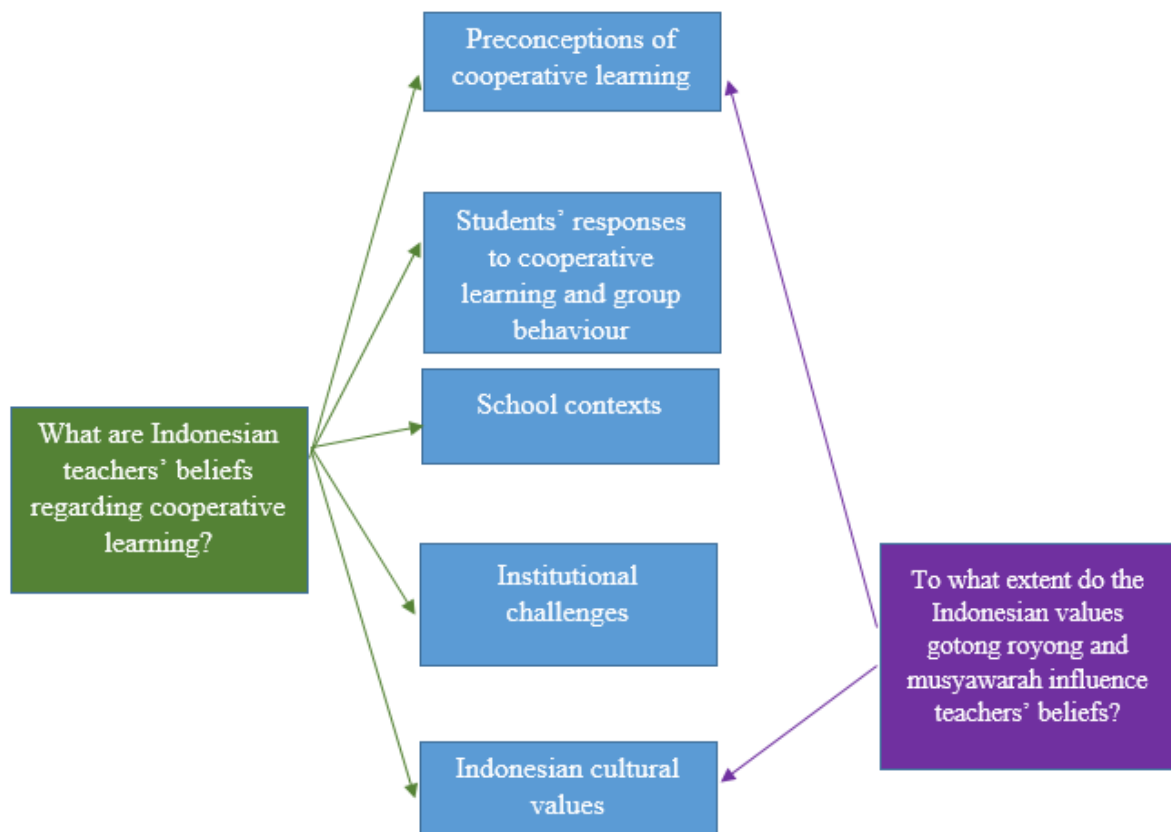 Preconceptions of
cooperative learning
Students’ responses
to cooperative
learning and group
behaviour
School contexts
What are Indonesian
teachers’ beliefs
regarding cooperative
learning?
Institutional
challenges
To what extent do the
Indonesian values
gotong royong and
musyawarah influence
teachers’ beliefs?
Indonesian cultural
values